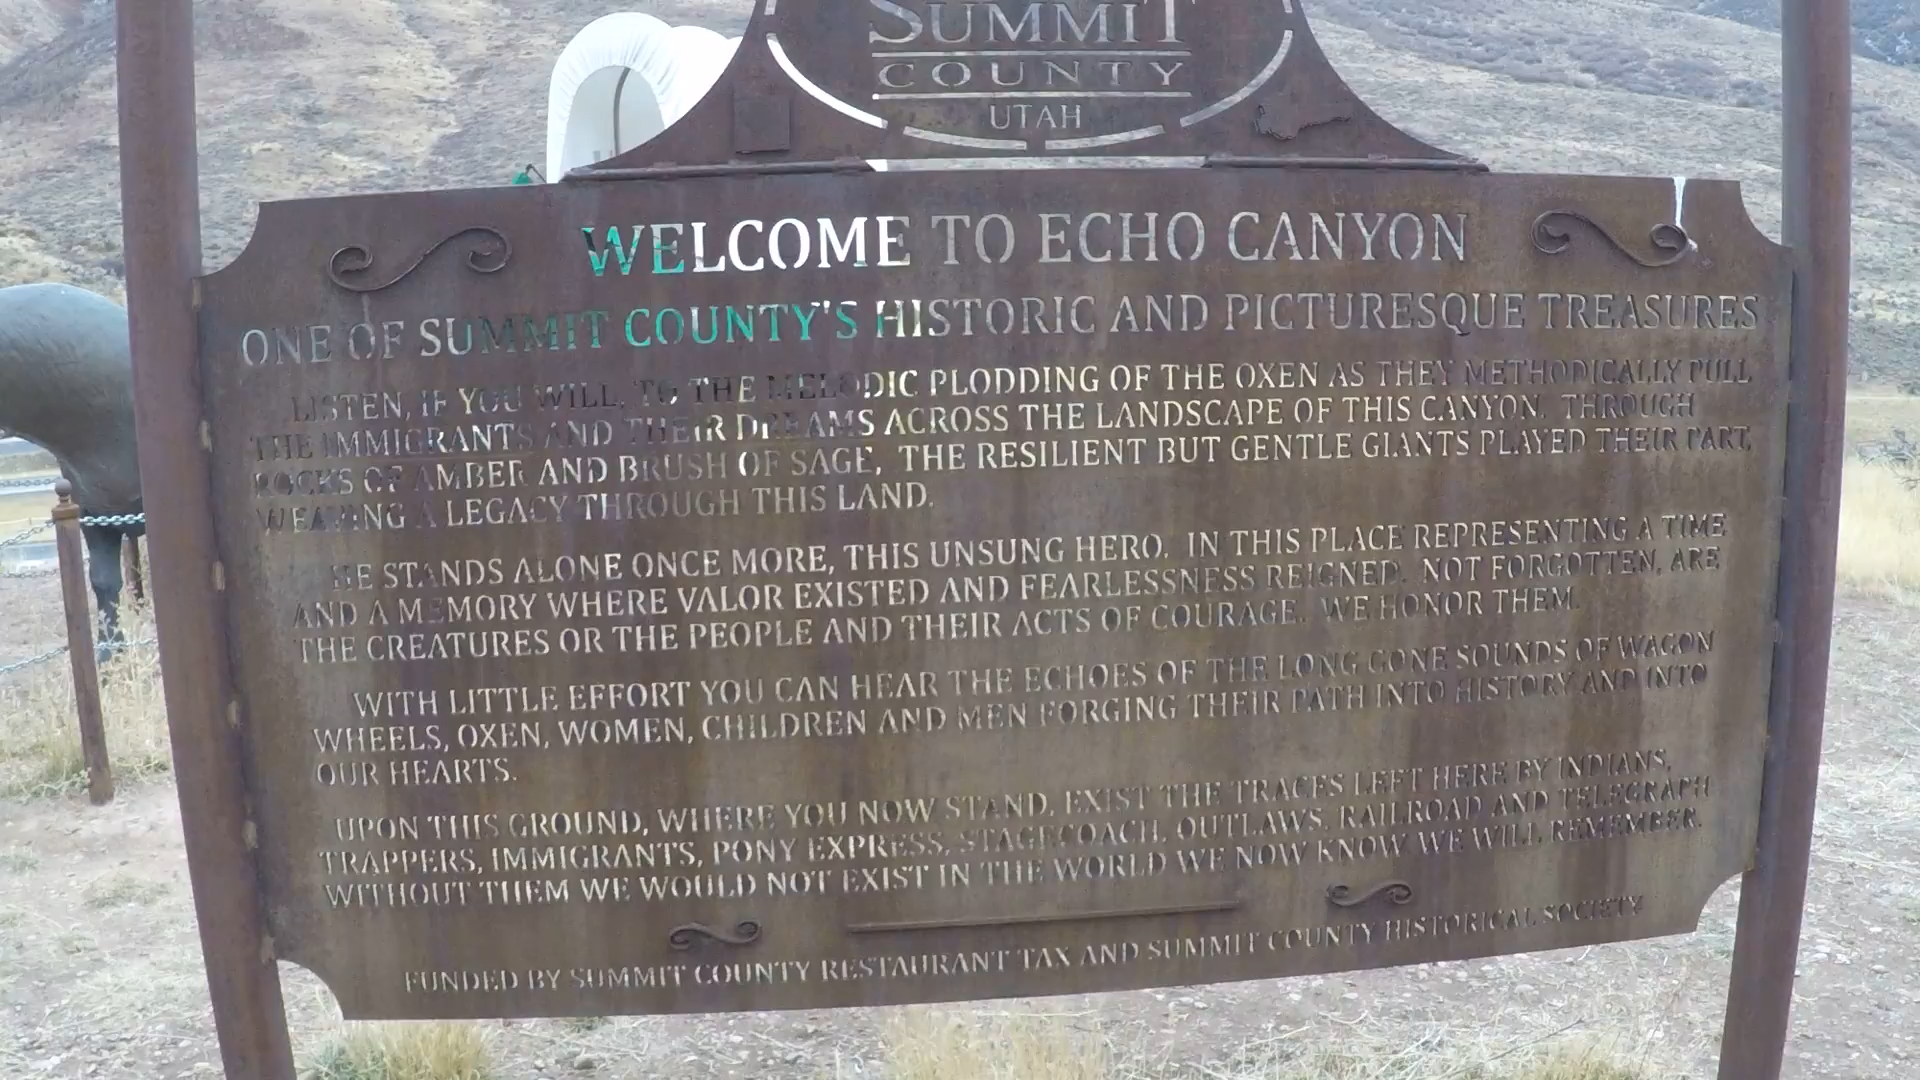 SUMMIT
COUNTY
UTAH
WELCOME TO ECHO CANYON
ONE OF SUMMIT COUNTY'S HISTORIC AND PICTURESQUE TREASURES
LISTEN, IF YOU WILL, TO THE MELODIC PLODDING OF THE OXEN AS THEY METHODICALLY PULL
THE IMMIGRANTS AND THEIR DREAMS ACROSS THE LANDSCAPE OF THIS CANYON. THROUGH
ROCKS OF AMBER AND BRUSH OF SAGE, THE RESILIENT BUT GENTLE GIANTS PLAYED THEIR PART,
WEAVING A LEGACY THROUGH THIS LAND.
HE STANDS ALONE ONCE MORE, THIS UNSUNG HERO. IN THIS PLACE REPRESENTING A TIME
AND A MEMORY WHERE VALOR EXISTED AND FEARLESSNESS REIGNED. NOT FORGOTTEN, ARE
THE CREATURES OR THE PEOPLE AND THEIR ACTS OF COURAGE. WE HONOR THEM.
WITH LITTLE EFFORT YOU CAN HEAR THE ECHOES OF THE LONG GONE SOUNDS OF WAGON
WHEELS, OXEN, WOMEN, CHILDREN AND MEN FORGING THEIR PATH INTO HISTORY AND INTO
OUR HEARTS.
UPON THIS GROUND, WHERE YOU NOW STAND, EXIST THE TRACES LEFT HERE BY INDIANS,
TRAPPERS, IMMIGRANTS, PONY EXPRESS, STAGECOACH, OUTLAWS, RAILROAD AND TELEGRAPH
WITHOUT THEM WE WOULD NOT EXIST IN THE WORLD WE NOW KNOW WE WILL REMEMBER.
FUNDED BY SUMMIT COUNTY RESTAURANT TAX AND SUMMIT COUNTY HISTORICAL SOCIETY